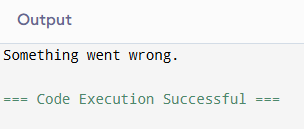 Output
Something went wrong.
=== Code Execution Successful ===